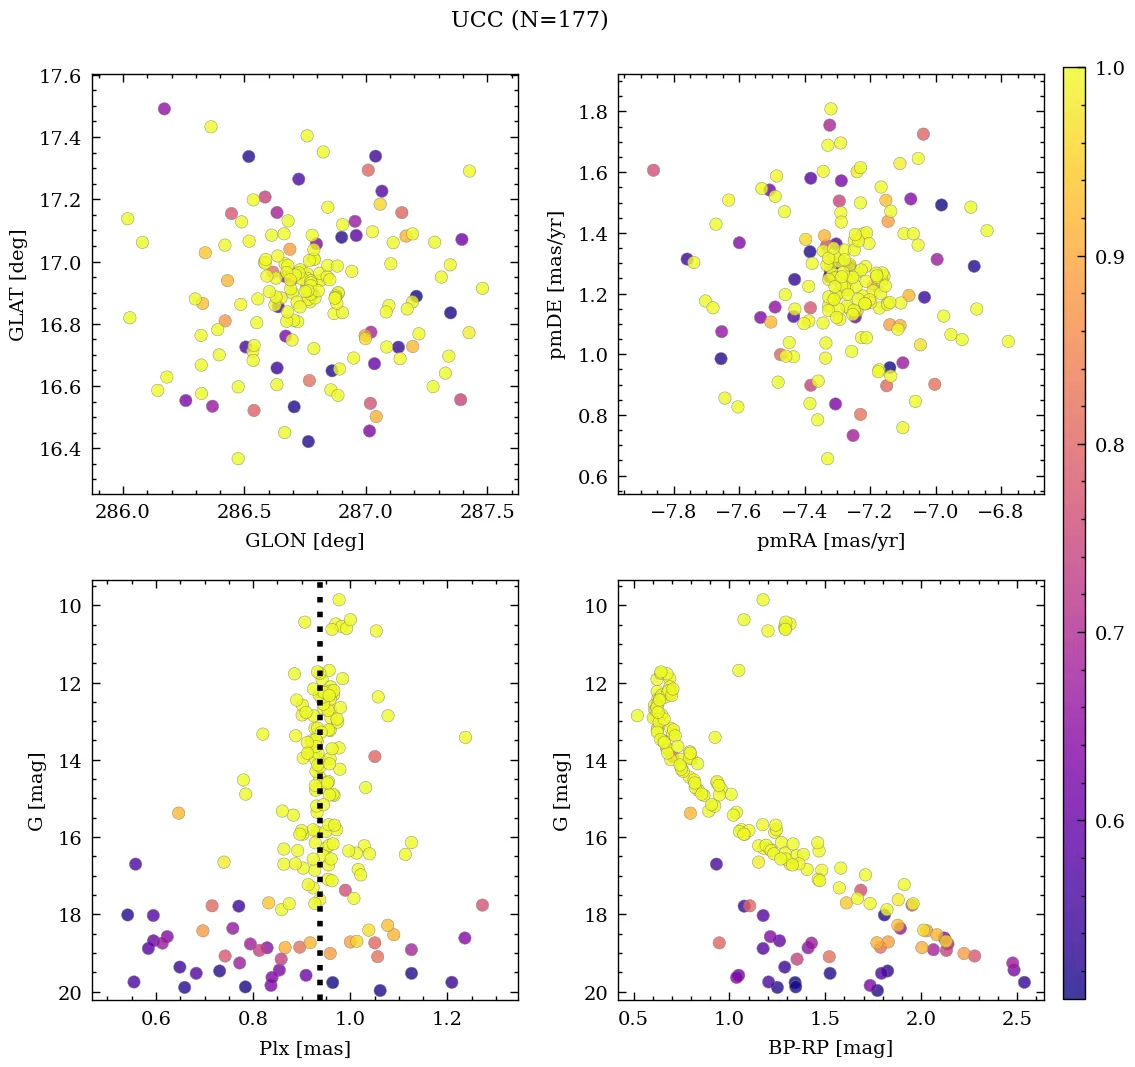 UCC (N=177)
17.6
17.4
17.2
17.0
16.8
16.6
16.4
GLAT [deg]
286.0 286.5 287.0 287.5
GLON [deg]
1.8
1.6
1.4
1.2
1.0
0.8
0.6
pmDE [mas/yr]
−7.8 −7.6 −7.4 −7.2 −7.0 −6.8
pmRA [mas/yr]
1.0
0.9
0.8
0.7
0.6
10
12
14
16
18
20
G [mag]
0.6 0.8 1.0 1.2
Plx [mas]
10
12
14
16
18
20
G [mag]
0.5 1.0 1.5 2.0 2.5
BP-RP [mag]